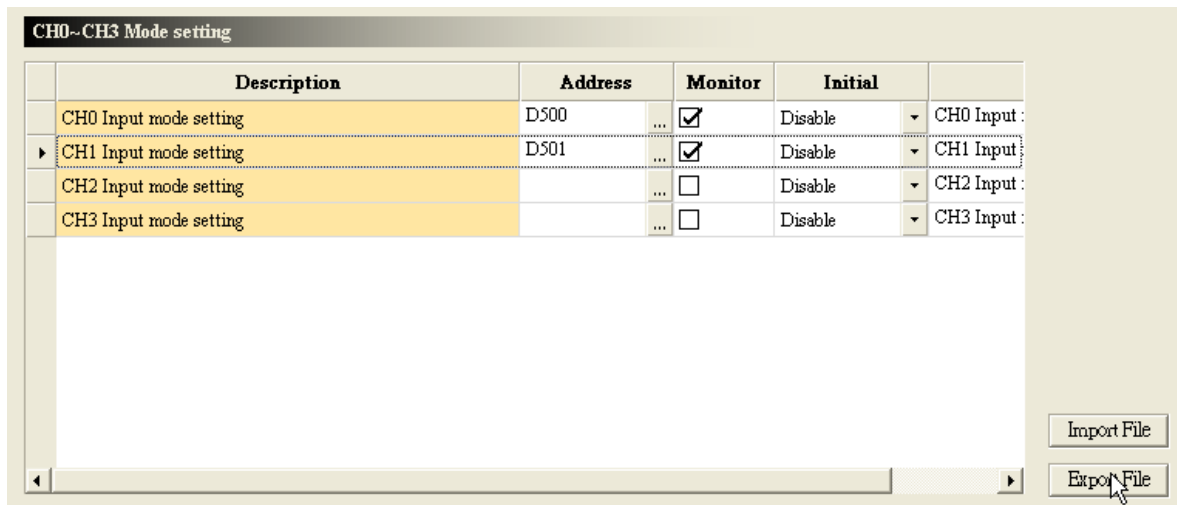 CH0~CH3 Mode setting
Description Address Monitor Initial
CH0 Input mode setting D500 ... Disable CH0 Input :
CH1 Input mode setting D501 ... Disable CH1 Input :
CH2 Input mode setting ... Disable CH2 Input :
CH3 Input mode setting ... Disable CH3 Input :
Import File
Export File